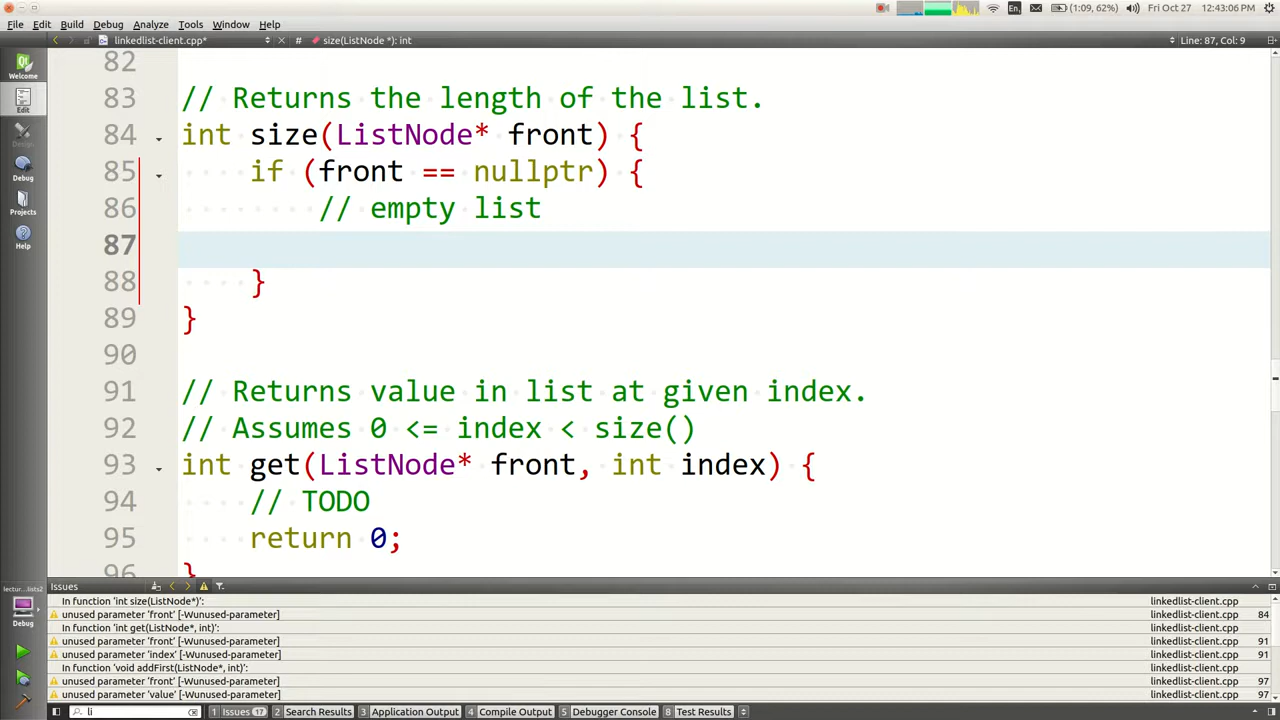 (1:09, 62%) Fri Oct 27 12:43:06 PM
File Edit Build Debug Analyze Tools Window Help
linkedlist-client.cpp* # size(ListNode *): int Line: 87, Col: 9
Welcome
Edit
Design
Debug
Projects
Help
82
83 // Returns the length of the list.
84 int size(ListNode* front) {
85 if (front == nullptr) {
86 // empty list
87
88 }
89 }
90
91 // Returns value in list at given index.
92 // Assumes 0 <= index < size()
93 int get(ListNode* front, int index) {
94 // TODO
95 return 0;
96 }
Issues
In function 'int size(ListNode*)': linkedlist-client.cpp
unused parameter 'front' [-Wunused-parameter] linkedlist-client.cpp 84
In function 'int get(ListNode*, int)': linkedlist-client.cpp
unused parameter 'front' [-Wunused-parameter] linkedlist-client.cpp 91
unused parameter 'index' [-Wunused-parameter] linkedlist-client.cpp 91
In function 'void addFirst(ListNode*, int)': linkedlist-client.cpp
unused parameter 'front' [-Wunused-parameter] linkedlist-client.cpp 97
unused parameter 'value' [-Wunused-parameter] linkedlist-client.cpp 97
lectur...lists2
Debug
li 1 Issues 17 2 Search Results 3 Application Output 4 Compile Output 5 Debugger Console 8 Test Results